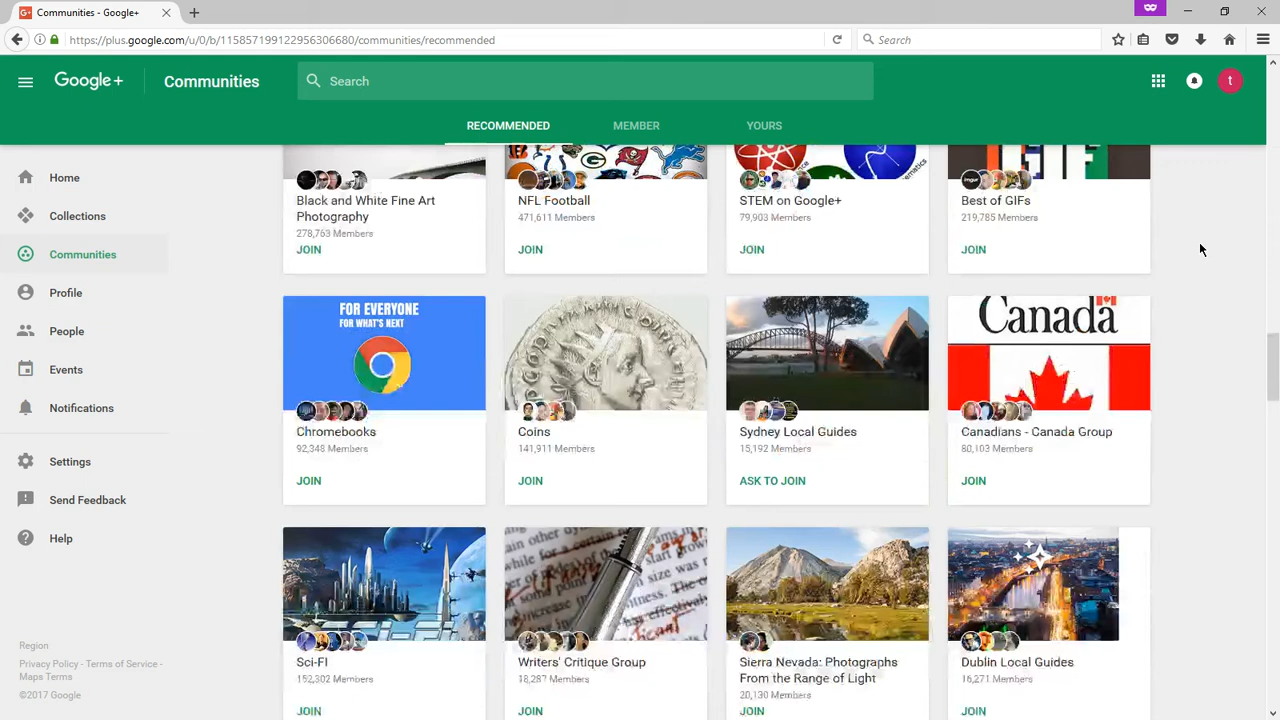 Communities - Google+
https://plus.google.com/u/0/b/115857199122956306680/communities/recommended
Search
Google+
Communities
Search
RECOMMENDED
MEMBER
YOURS
t
Home
Collections
Communities
Profile
People
Events
Notifications
Settings
Send Feedback
Help
Region
Privacy Policy - Terms of Service -
Maps Terms
©2017 Google
Black and White Fine Art
Photography
278,763 Members
JOIN
NFL Football
471,611 Members
JOIN
STEM on Google+
79,903 Members
JOIN
Best of GIFs
219,785 Members
JOIN
FOR EVERYONE
FOR WHAT'S NEXT
Chromebooks
92,348 Members
JOIN
Coins
141,911 Members
JOIN
Sydney Local Guides
15,192 Members
ASK TO JOIN
Canada
Canadians - Canada Group
80,103 Members
JOIN
Sci-FI
152,302 Members
JOIN
Writers' Critique Group
18,287 Members
JOIN
Sierra Nevada: Photographs
From the Range of Light
20,130 Members
JOIN
Dublin Local Guides
16,271 Members
JOIN